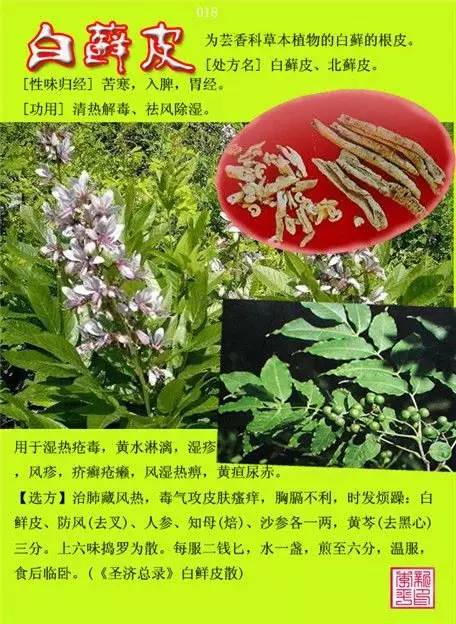 018
白藓皮
为芸香科草本植物的白藓的根皮。
[处方名] 白藓皮、北藓皮。
[性味归经] 苦寒，入脾，胃经。
[功用] 清热解毒、祛风除湿。
用于湿热疮毒，黄水淋漓，湿疹
，风疹，疥癣疮癞，风湿热痹，黄疸尿赤。
【选方】治肺藏风热，毒气攻皮肤瘙痒，胸膈不利，时发烦躁：白
鲜皮、防风(去叉)、人参、知母(焙)、沙参各一两，黄芩(去黑心)
三分。上六味捣罗为散。每服二钱匕，水一盏，煎至六分，温服，
食后临卧。(《圣济总录》白鲜皮散)